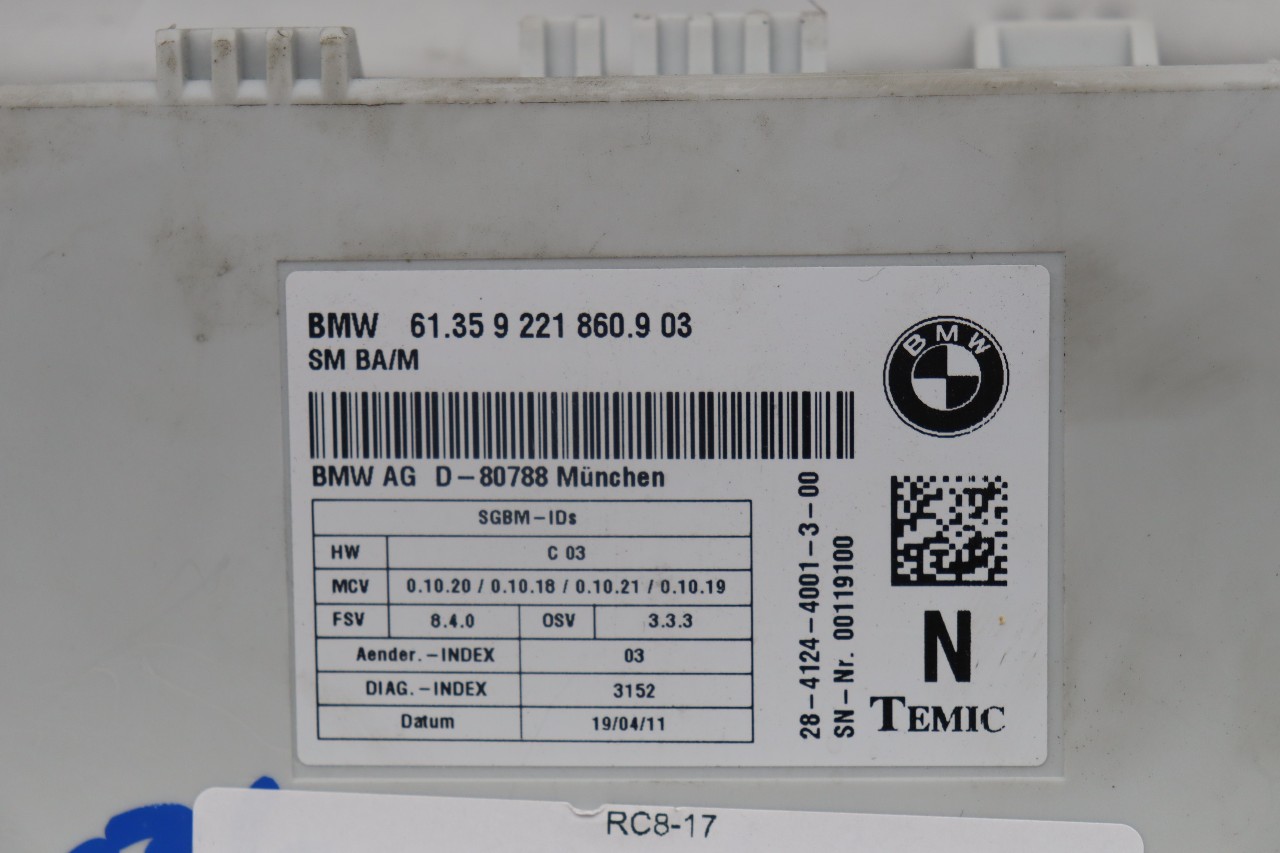 BMW 61.35 9 221 860.9 03
SM BA/M
BMW
BMW AG D-80788 München
SGBM-IDs
HW C 03
MCV 0.10.20 / 0.10.18 / 0.10.21 / 0.10.19
FSV 8.4.0 OSV 3.3.3
Aender.-INDEX 03
DIAG.-INDEX 3152
Datum 19/04/11
28-4124-4001-3-00
SN-Nr. 00119100
N
TEMIC
RC8-17